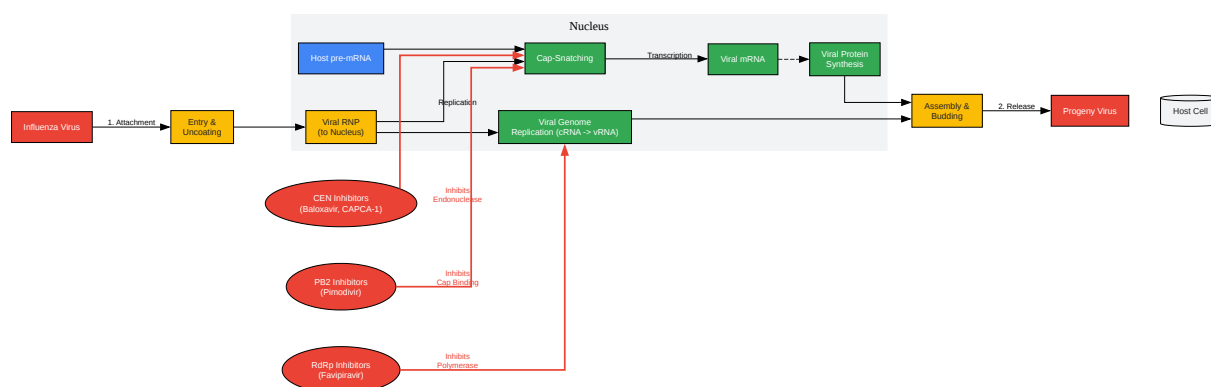 Nucleus
Host pre-mRNA
Cap-Snatching
Transcription
Viral mRNA
Viral Protein
Synthesis
Influenza Virus
1. Attachment
Entry &
Uncoating
Viral RNP
(to Nucleus)
Replication
Viral Genome
Replication (cRNA -> vRNA)
Assembly &
Budding
2. Release
Progeny Virus
Host Cell
CEN Inhibitors
(Baloxavir, CAPCA-1)
Inhibits
Endonuclease
PB2 Inhibitors
(Pimodivir)
Inhibits
Cap Binding
RdRp Inhibitors
(Favipiravir)
Inhibits
Polymerase